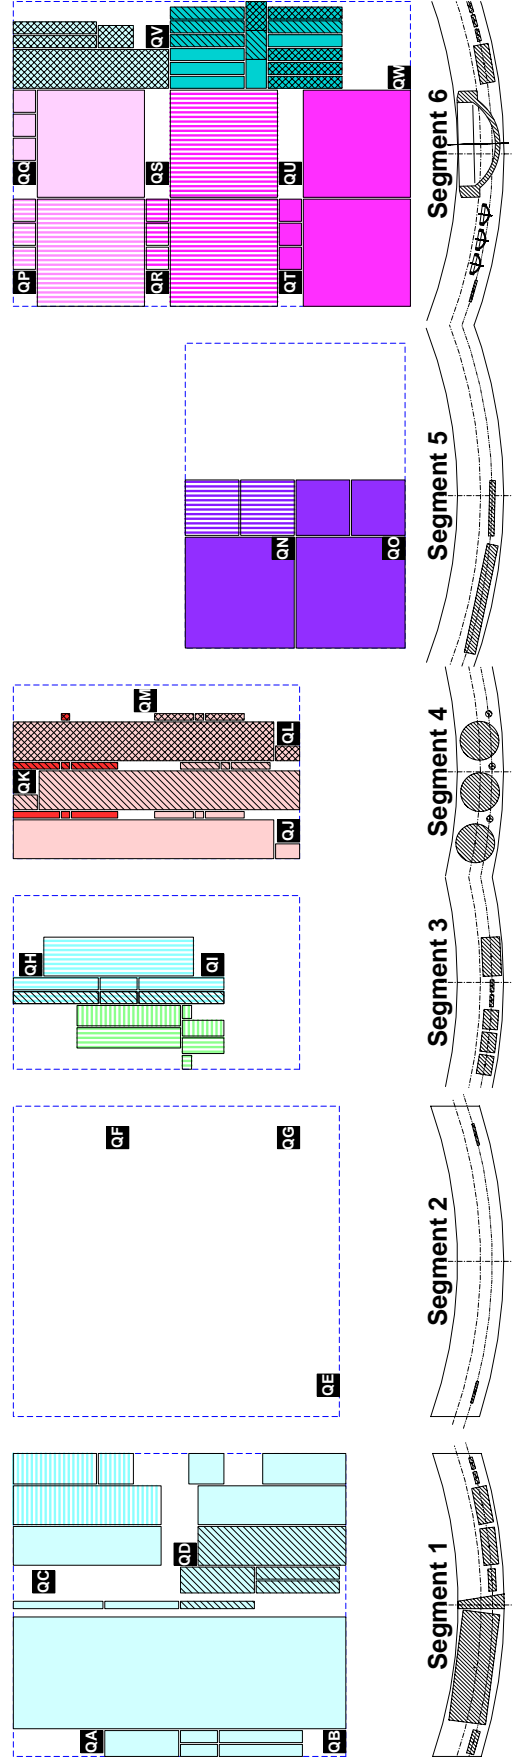 QP
QQ
QV
QR
QS
QT
QU
QW
Segment 6
QN
QO
Segment 5
QK
QM
QJ
QL
Segment 4
QH
QI
Segment 3
QF
QG
QE
Segment 2
QA
QC
QD
QB
Segment 1